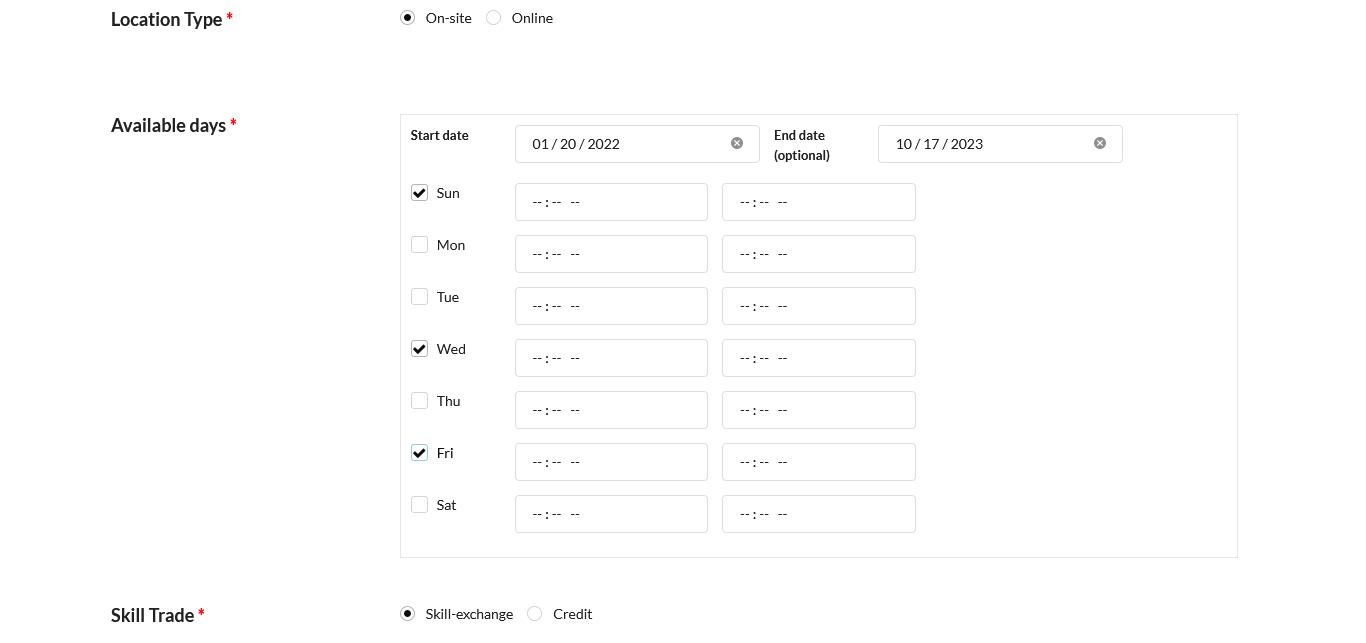 Location Type * On-site Online
Available days * Start date 01 / 20 / 2022 End date (optional) 10 / 17 / 2023
Sun --:-- -- --:-- --
Mon --:-- -- --:-- --
Tue --:-- -- --:-- --
Wed --:-- -- --:-- --
Thu --:-- -- --:-- --
Fri --:-- -- --:-- --
Sat --:-- -- --:-- --
Skill Trade * Skill-exchange Credit